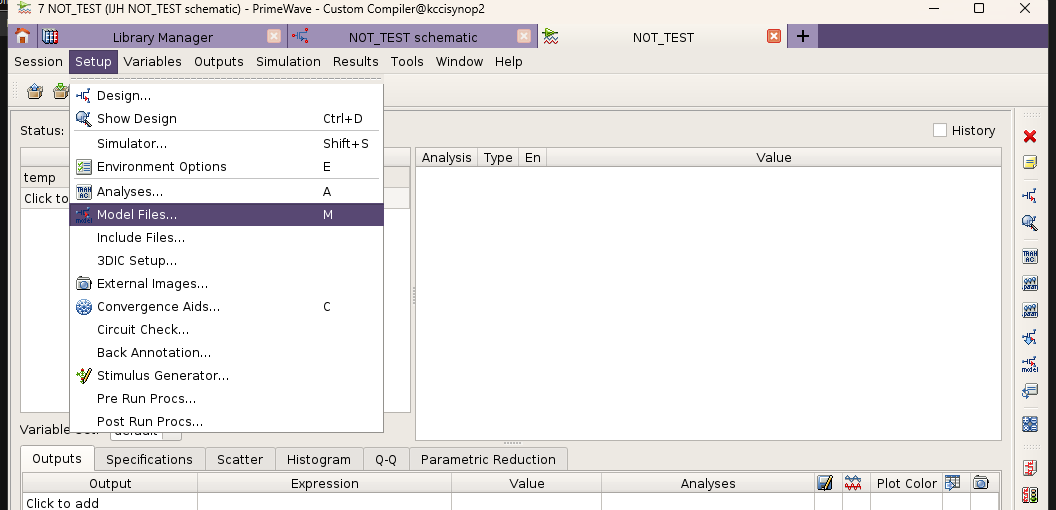 7 NOT_TEST (IJH NOT_TEST schematic) - PrimeWave - Custom Compiler@kccisynop2
Library Manager NOT_TEST schematic NOT_TEST
Session Setup Variables Outputs Simulation Results Tools Window Help
Design...
Show Design Ctrl+D
Simulator... Shift+S
Environment Options E
Analyses... A
Model Files... M
Include Files...
3DIC Setup...
External Images...
Convergence Aids... C
Circuit Check...
Back Annotation...
Stimulus Generator...
Pre Run Procs...
Post Run Procs...
Status: History
temp
Click to
Analysis Type En Value
Variable
Outputs Specifications Scatter Histogram Q-Q Parametric Reduction
Output Expression Value Analyses Plot Color
Click to add